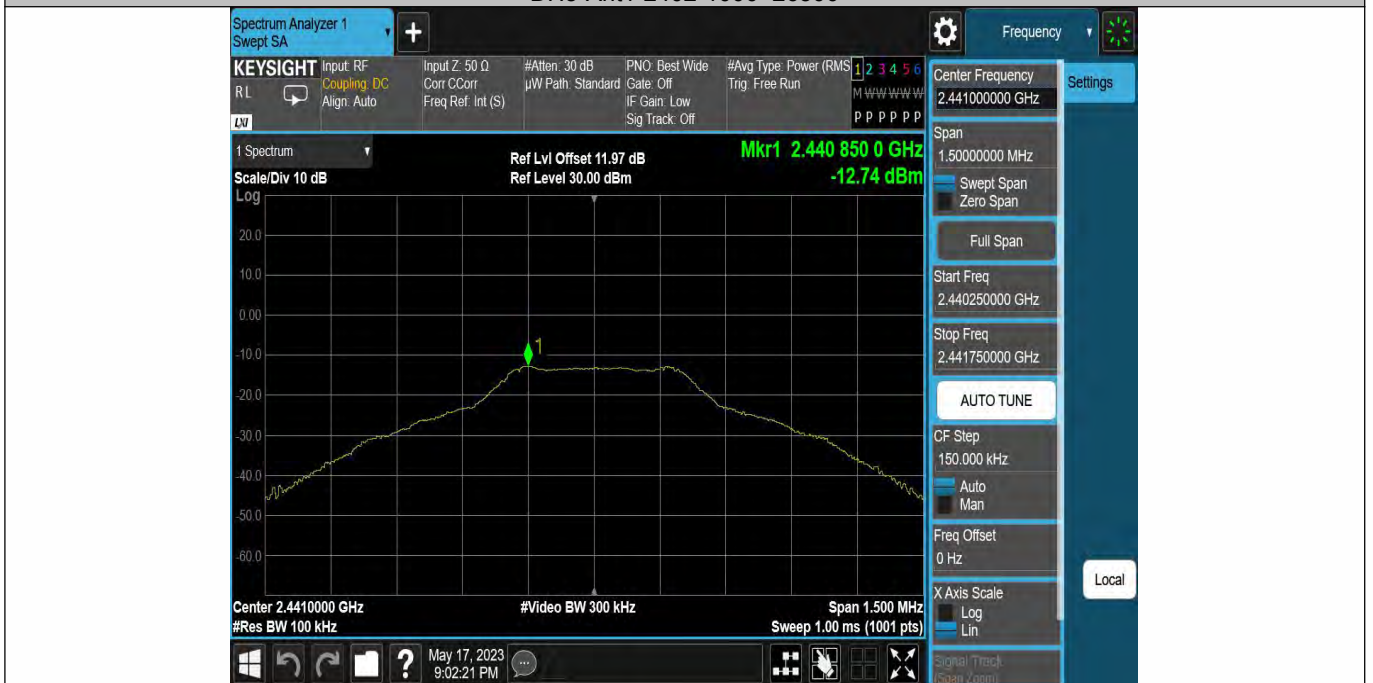 Spectrum Analyzer 1
Swept SA
Frequency
KEYSIGHT
RL
LXI
Input: RF
Coupling: DC
Align: Auto
Input Z: 50 Ω
Corr CCorr
Freq Ref: Int (S)
#Atten: 30 dB
µW Path: Standard
PNO: Best Wide
Gate: Off
IF Gain: Low
Sig Track: Off
#Avg Type: Power (RMS
Trig: Free Run
1 2 3 4 5 6
M W W W W W
P P P P P P
Center Frequency
2.441000000 GHz
Settings
Span
1.50000000 MHz
Swept Span
Zero Span
Full Span
Start Freq
2.440250000 GHz
Stop Freq
2.441750000 GHz
AUTO TUNE
CF Step
150.000 kHz
Auto
Man
Freq Offset
0 Hz
X Axis Scale
Log
Lin
Signal Track
(Span Zoom)
Local
1 Spectrum
Scale/Div 10 dB
Log
Ref Lvl Offset 11.97 dB
Ref Level 30.00 dBm
Mkr1 2.440 850 0 GHz
-12.74 dBm
20.0
10.0
0.00
-10.0
-20.0
-30.0
-40.0
-50.0
-60.0
1
Center 2.4410000 GHz
#Res BW 100 kHz
#Video BW 300 kHz
Span 1.500 MHz
Sweep 1.00 ms (1001 pts)
?
May 17, 2023
9:02:21 PM